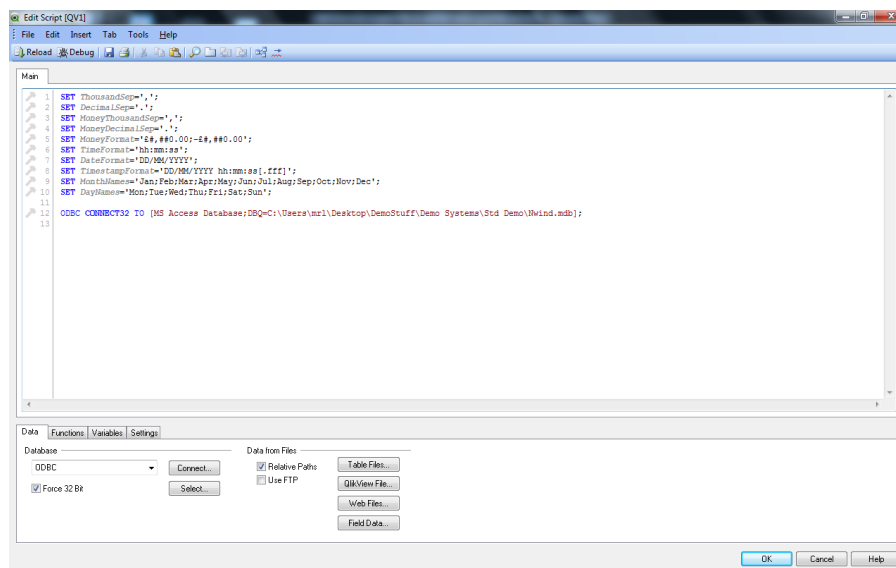 Edit Script [QV1]
File Edit Insert Tab Tools Help
Reload Debug
Main
1 SET ThousandSep=',';
2 SET DecimalSep='.';
3 SET MoneyThousandSep=',';
4 SET MoneyDecimalSep='.';
5 SET MoneyFormat='£#,##0.00;-£#,##0.00';
6 SET TimeFormat='hh:mm:ss';
7 SET DateFormat='DD/MM/YYYY';
8 SET TimestampFormat='DD/MM/YYYY hh:mm:ss[.fff]';
9 SET MonthNames='Jan;Feb;Mar;Apr;May;Jun;Jul;Aug;Sep;Oct;Nov;Dec';
10 SET DayNames='Mon;Tue;Wed;Thu;Fri;Sat;Sun';
11
12 ODBC CONNECT32 TO [MS Access Database;DBQ=C:\Users\mrl\Desktop\DemoStuff\Demo Systems\Std Demo\Nwind.mdb];
13
Data Functions Variables Settings
Database Data from Files
ODBC Connect... Relative Paths Table Files...
Force 32 Bit Select... Use FTP QlikView File...
Web Files...
Field Data...
OK Cancel Help